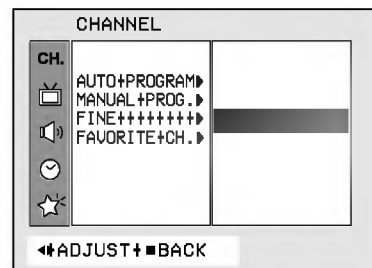 CHANNEL
CH.
AUTO+PROGRAM▶
MANUAL+PROG.▶
FINE++++++++▶
FAVORITE+CH.▶
◀+ADJUST+■BACK